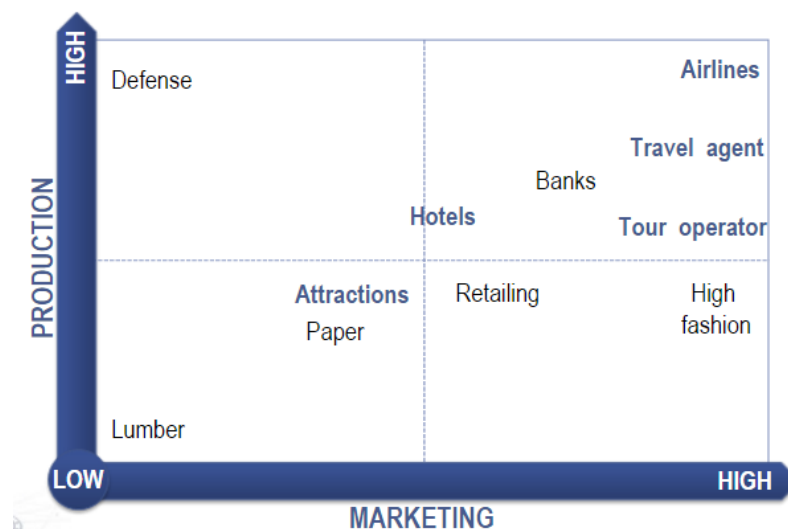 HIGH
PRODUCTION
Defense
Airlines
Travel agent
Banks
Hotels
Tour operator
Attractions
Retailing
High
fashion
Paper
Lumber
LOW
HIGH
MARKETING